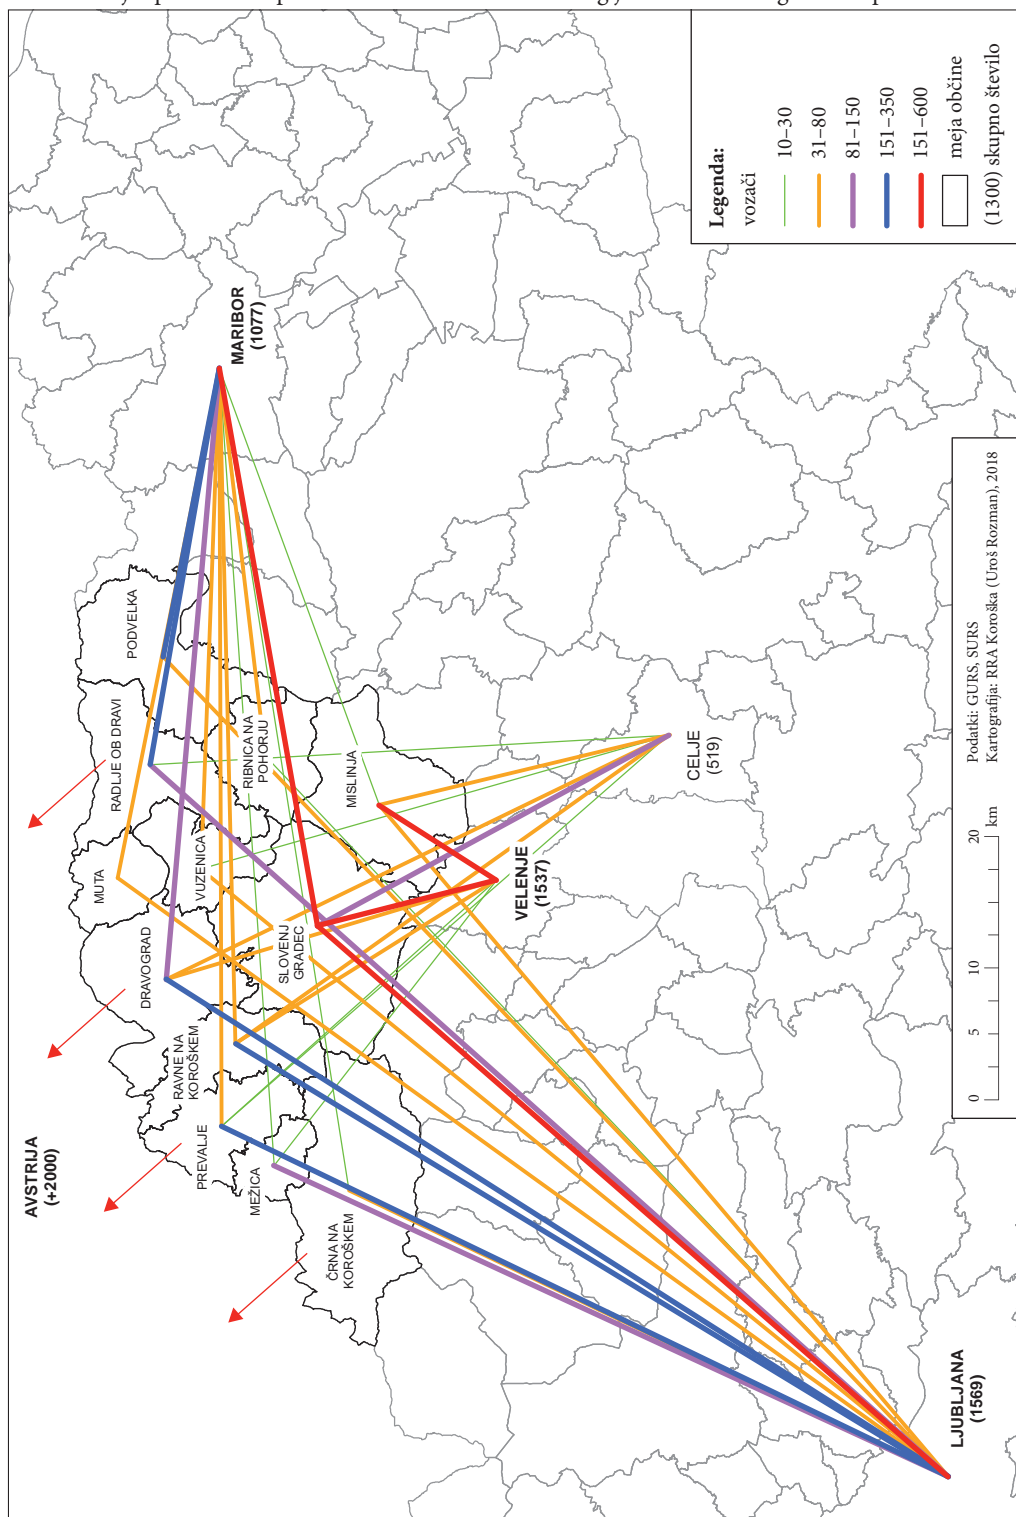 AVSTRIJA
(+2000)
PODVELKA
RADLJE OB DRAVI
MUTA
DRAVOGRAD
VUZENICA
RIBNICA NA
POHORJU
RAVNE NA
KOROŠKEM
PREVALJE
MEŽICA
ČRNA NA
KOROŠKEM
SLOVENJ
GRADEC
MISLINJA
MARIBOR
(1077)
VELENJE
(1537)
CELJE
(519)
LJUBLJANA
(1569)
Legenda:
vozači
10–30
31–80
81–150
151–350
151–600
meja občine
(1300) skupno število
0 5 10 20
km
Podatki: GURS, SURS
Kartografija: RRA Koroška (Uroš Rozman), 2018